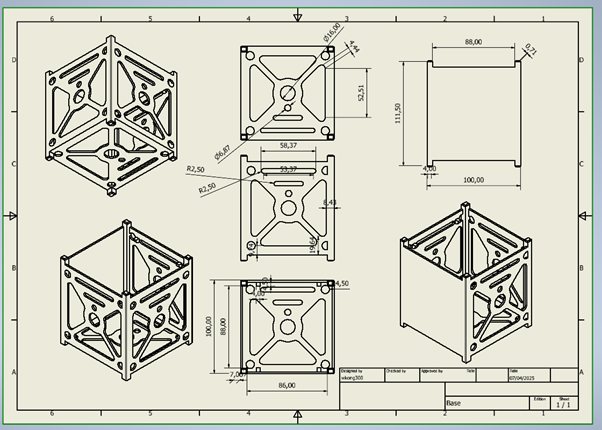 6 5 4 3 2 1
D D
Ø16,00
4,44
88,00
0,71
52,51
111,50
Ø6,87
4,00
100,00
C C
58,37
53,37
R2,50
R2,50
8,43
19,64
B B
4,50
100,00
88,00
7,00
86,00
A A
Designed by
Checked by
Approved by
Date
Date
07/04/2025
Base
Edition
Sheet
1 / 1
6 5 4 3 2 1